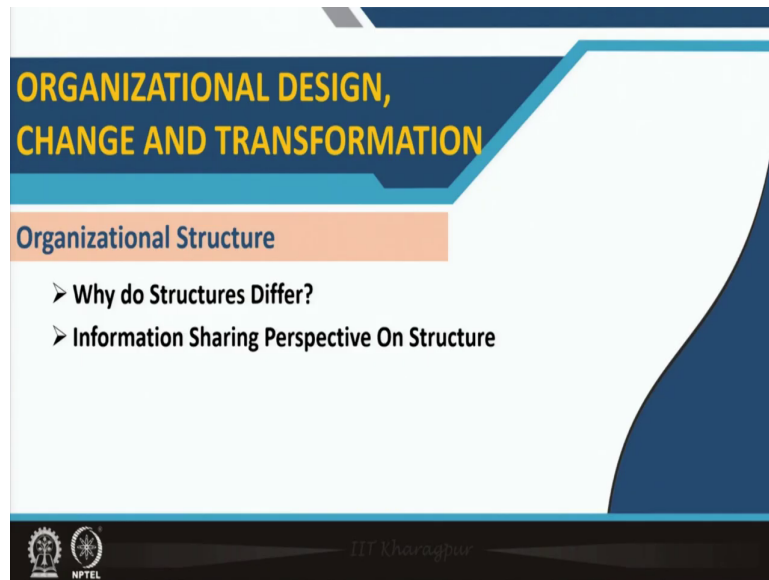 ORGANIZATIONAL DESIGN,
CHANGE AND TRANSFORMATION
Organizational Structure
➢ Why do Structures Differ?
➢ Information Sharing Perspective On Structure
IIT Kharagpur
NPTEL